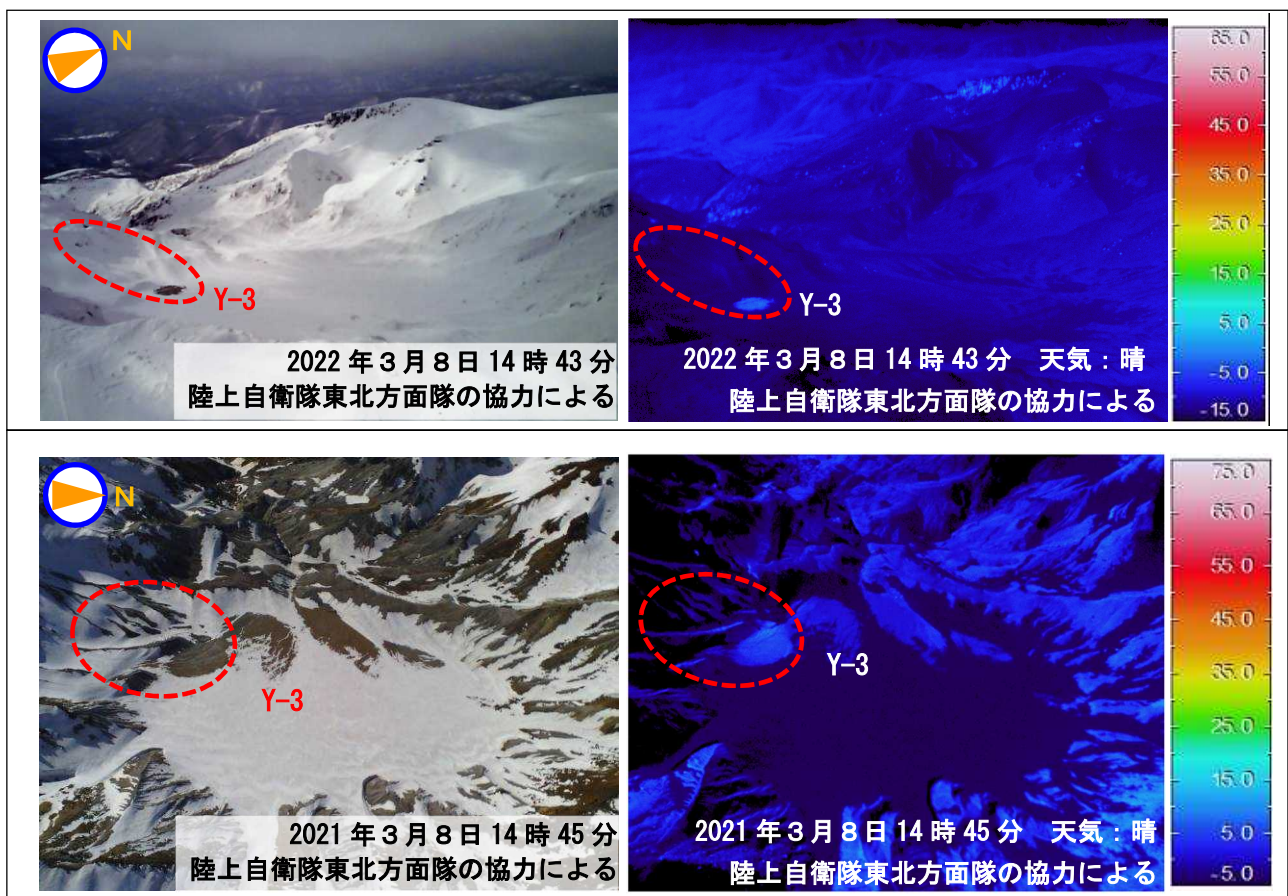 N
Y-3
2022年3月8日14時43分
陸上自衛隊東北方面隊の協力による
Y-3
2022年3月8日14時43分　天気：晴
陸上自衛隊東北方面隊の協力による
65.0
55.0
45.0
35.0
25.0
15.0
5.0
-5.0
-15.0
N
Y-3
2021年3月8日14時45分
陸上自衛隊東北方面隊の協力による
Y-3
2021年3月8日14時45分　天気：晴
陸上自衛隊東北方面隊の協力による
75.0
65.0
55.0
45.0
35.0
25.0
15.0
5.0
-5.0